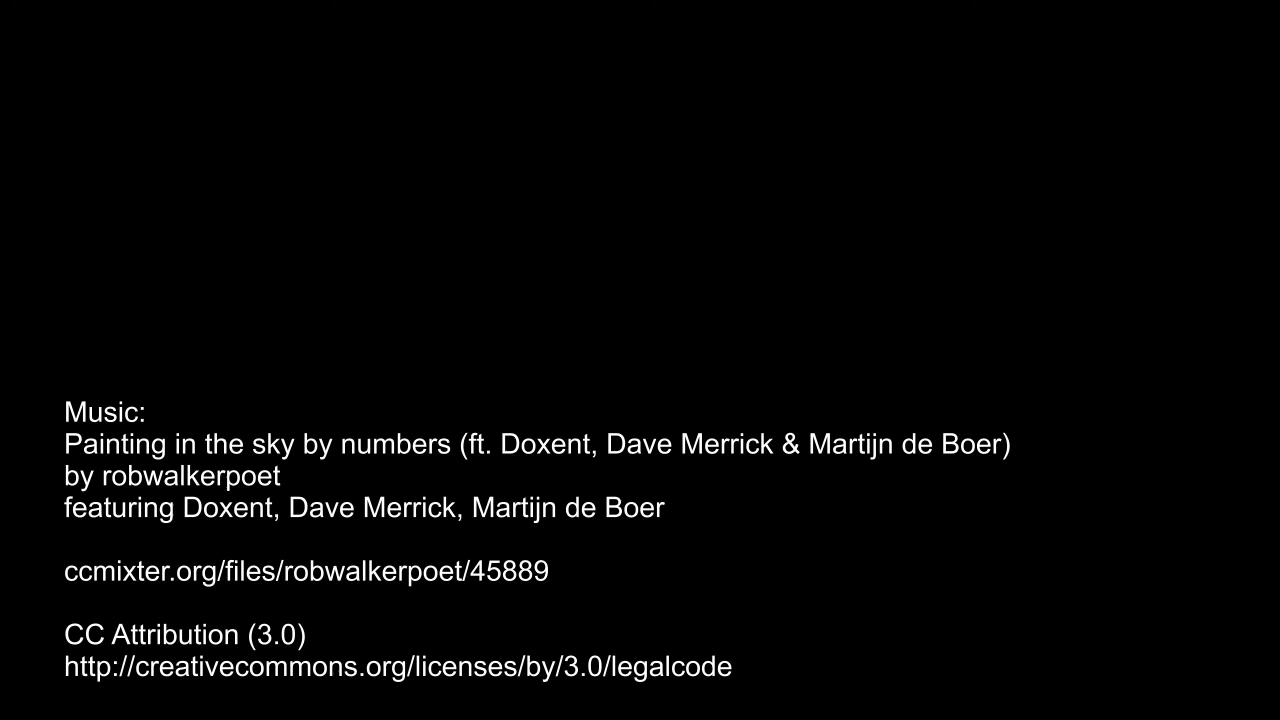 Music:
Painting in the sky by numbers (ft. Doxent, Dave Merrick & Martijn de Boer)
by robwalkerpoet
featuring Doxent, Dave Merrick, Martijn de Boer
ccmixter.org/files/robwalkerpoet/45889
CC Attribution (3.0)
http://creativecommons.org/licenses/by/3.0/legalcode